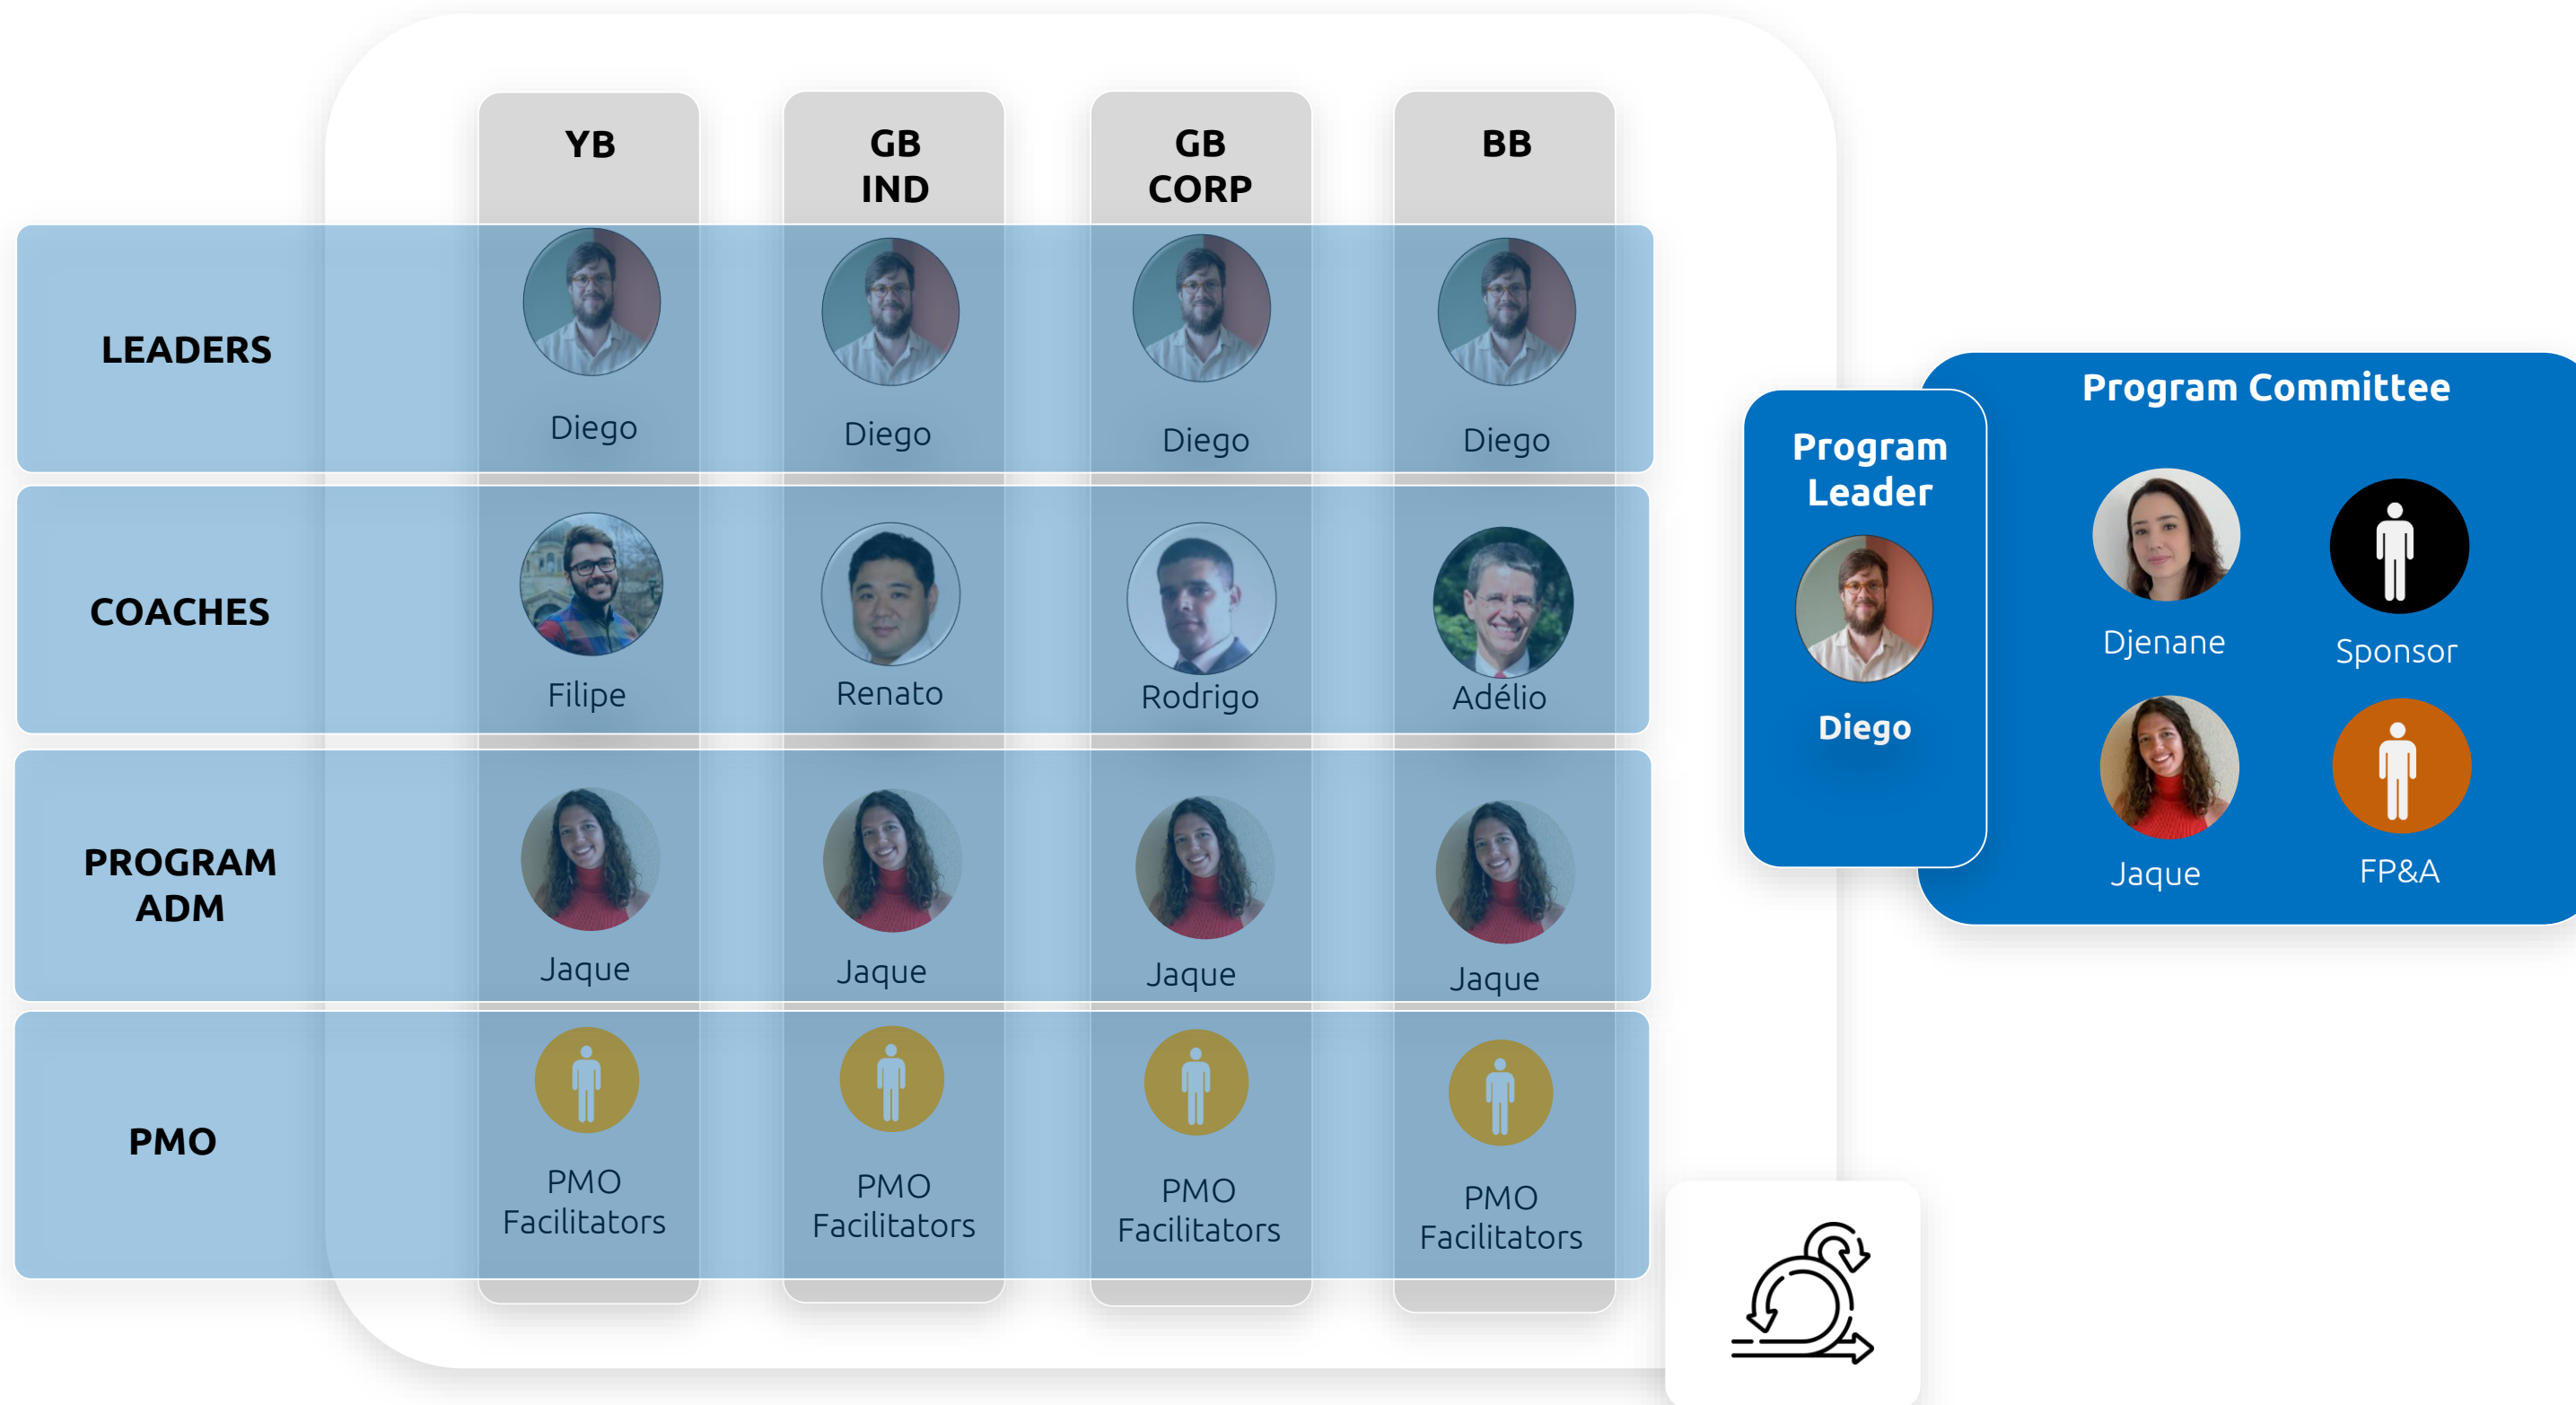 YB
GB
IND
GB
CORP
BB
LEADERS
Diego
Diego
Diego
Diego
COACHES
Filipe
Renato
Rodrigo
Adélio
PROGRAM
ADM
Jaque
Jaque
Jaque
Jaque
PMO
PMO
Facilitators
PMO
Facilitators
PMO
Facilitators
PMO
Facilitators
Program
Leader
Diego
Program Committee
Djenane
Sponsor
Jaque
FP&A